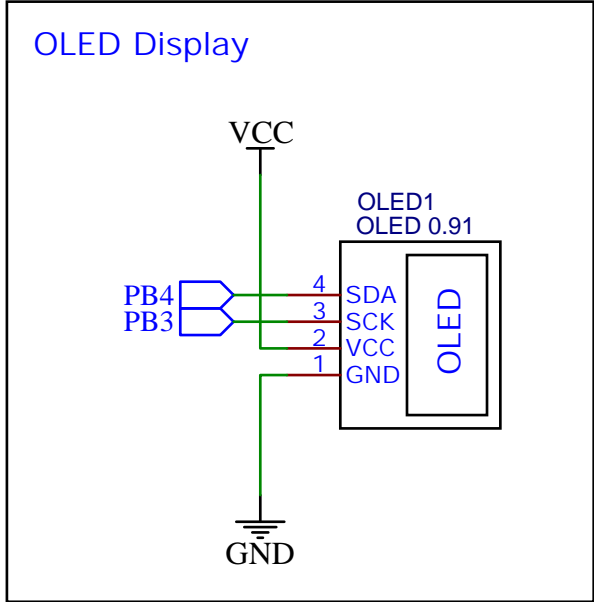 OLED Display
VCC
OLED1
OLED 0.91
PB4 4 SDA
PB3 3 SCK
2 VCC
1 GND
OLED
GND